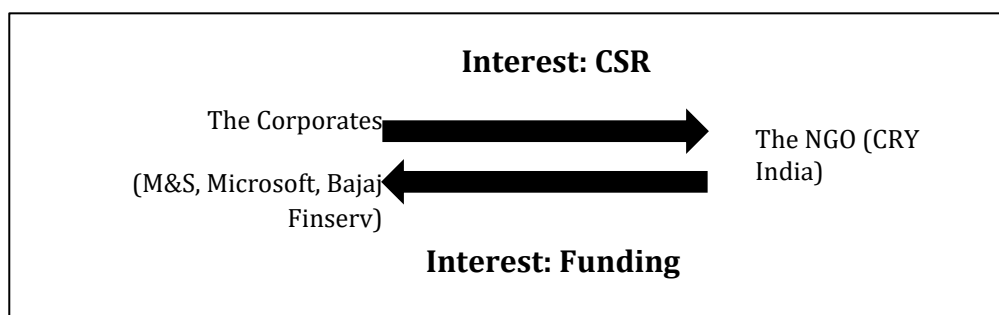 Interest: CSR
The Corporates
(M&S, Microsoft, Bajaj
Finserv)
The NGO (CRY
India)
Interest: Funding